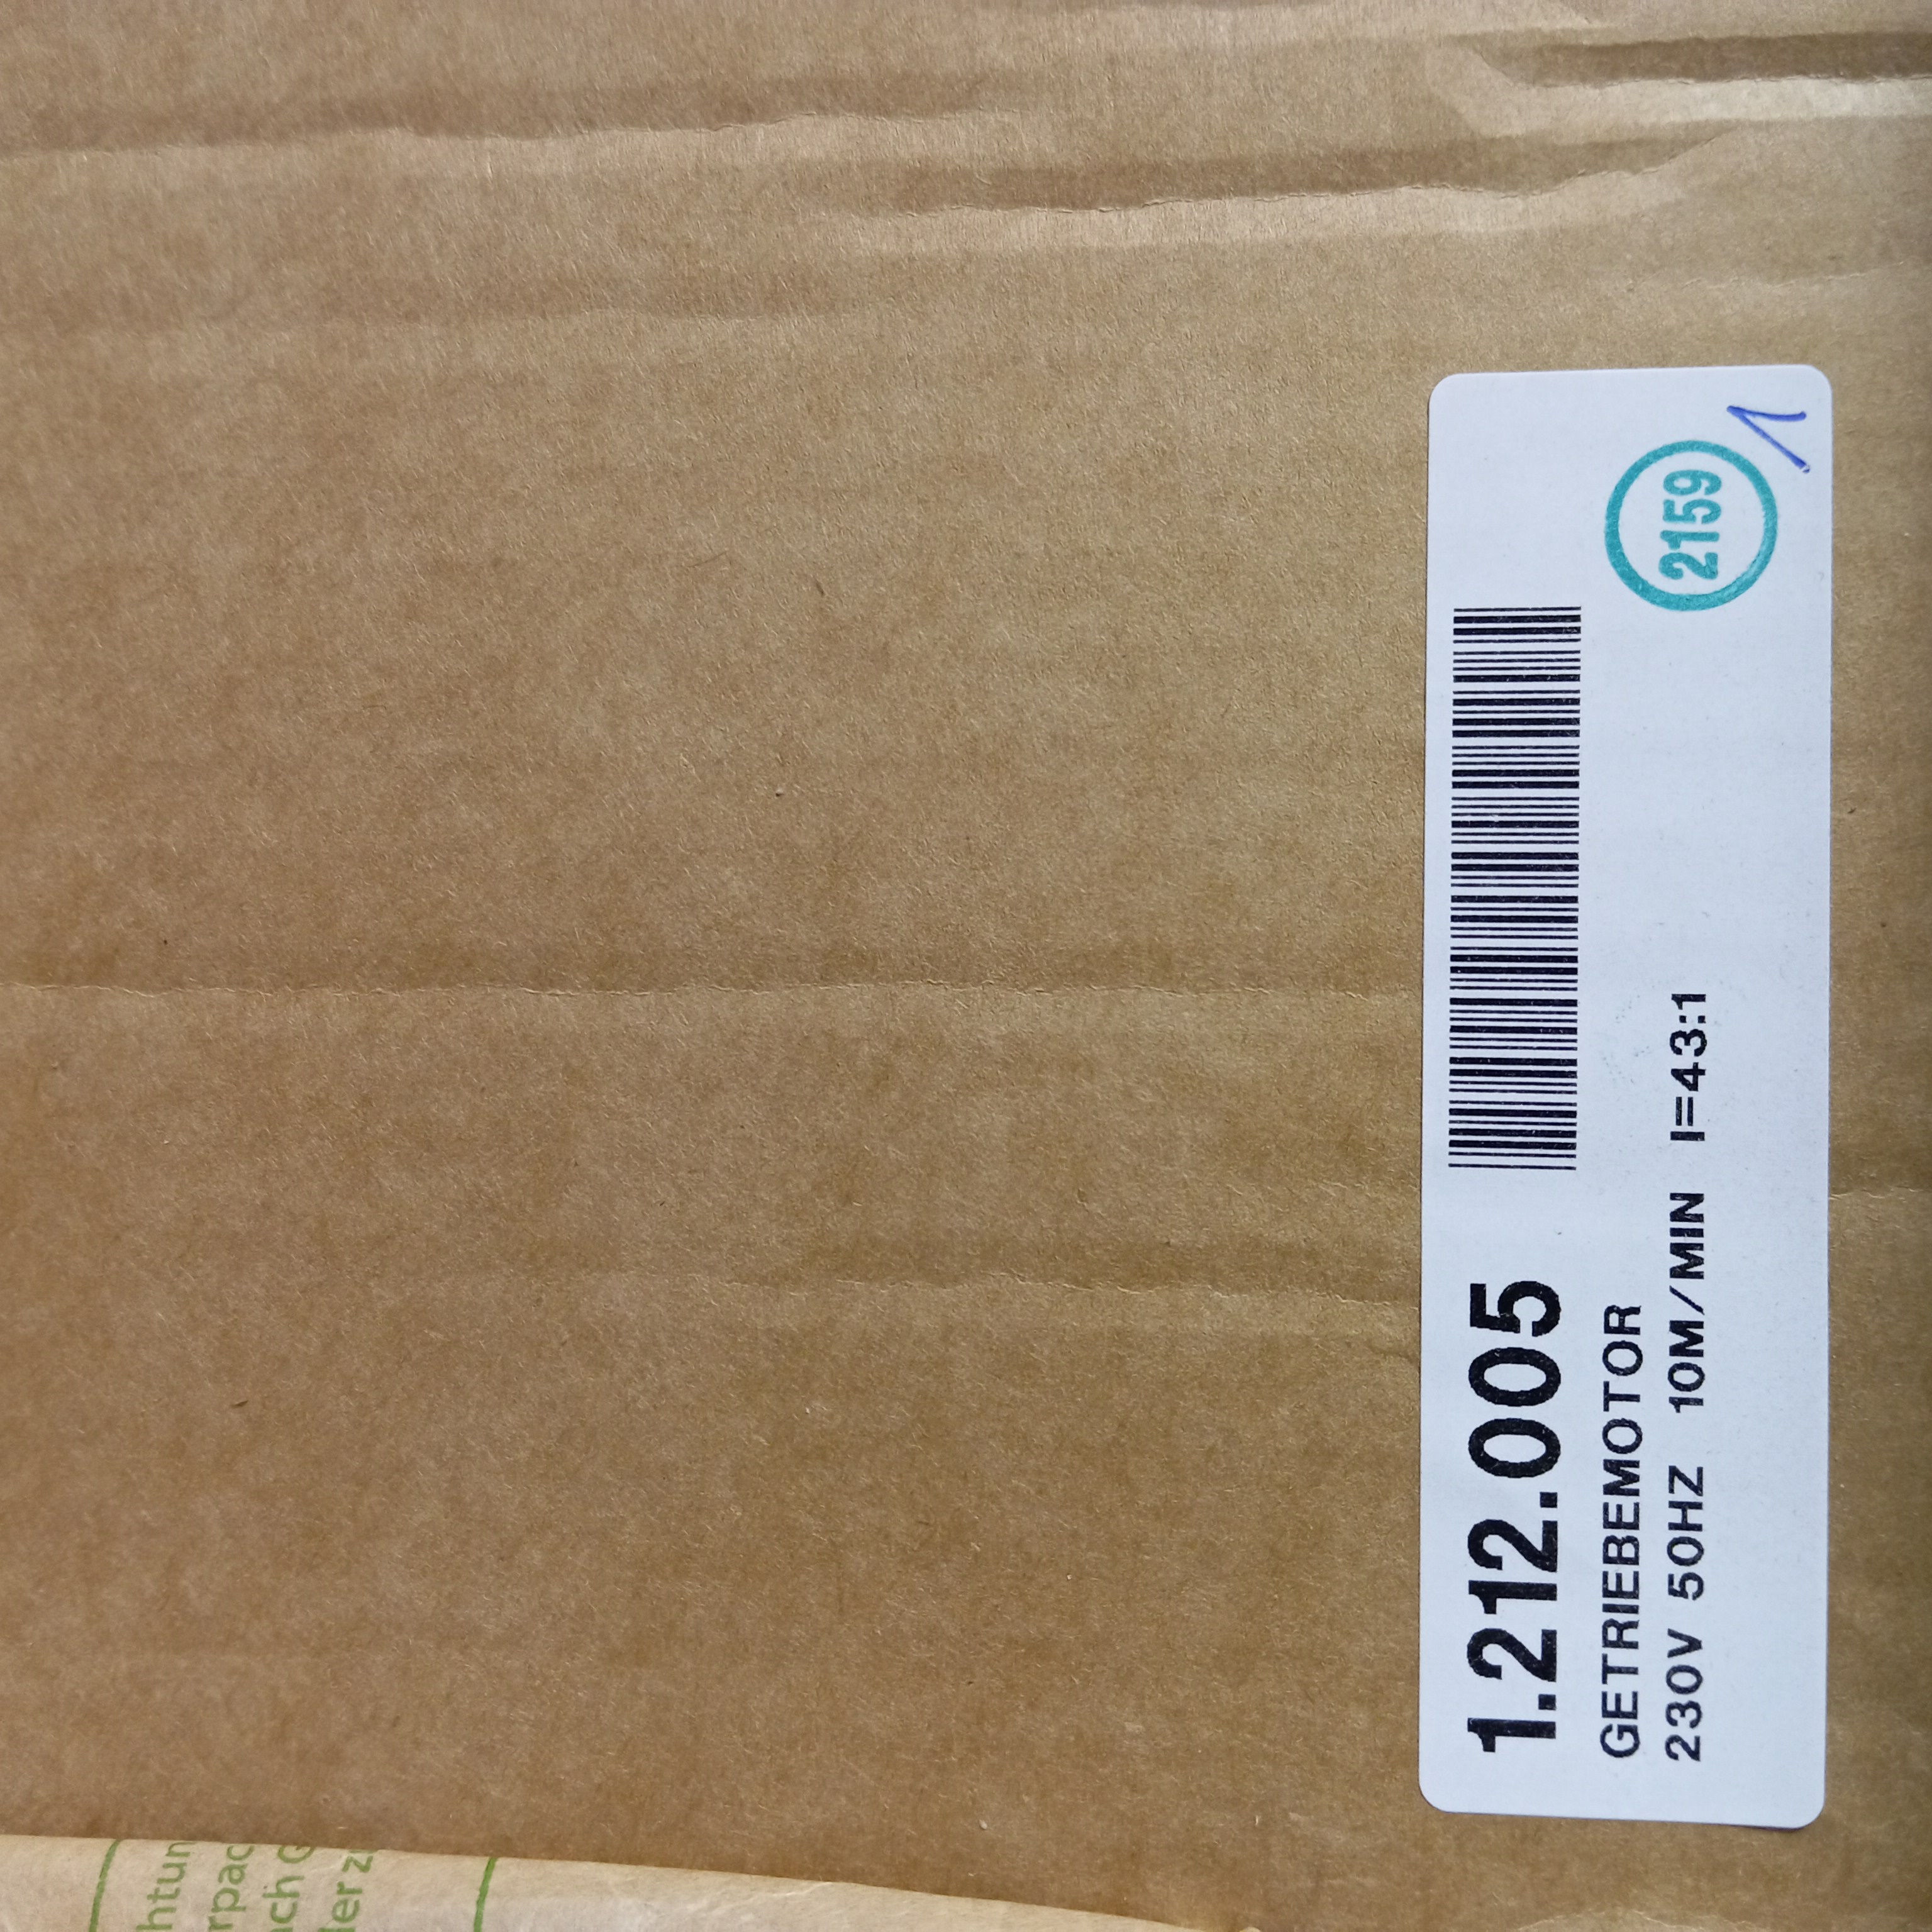 1.212.005
GETRIEBEMOTOR
230V 50HZ 10M/MIN I=43:1
2159
1